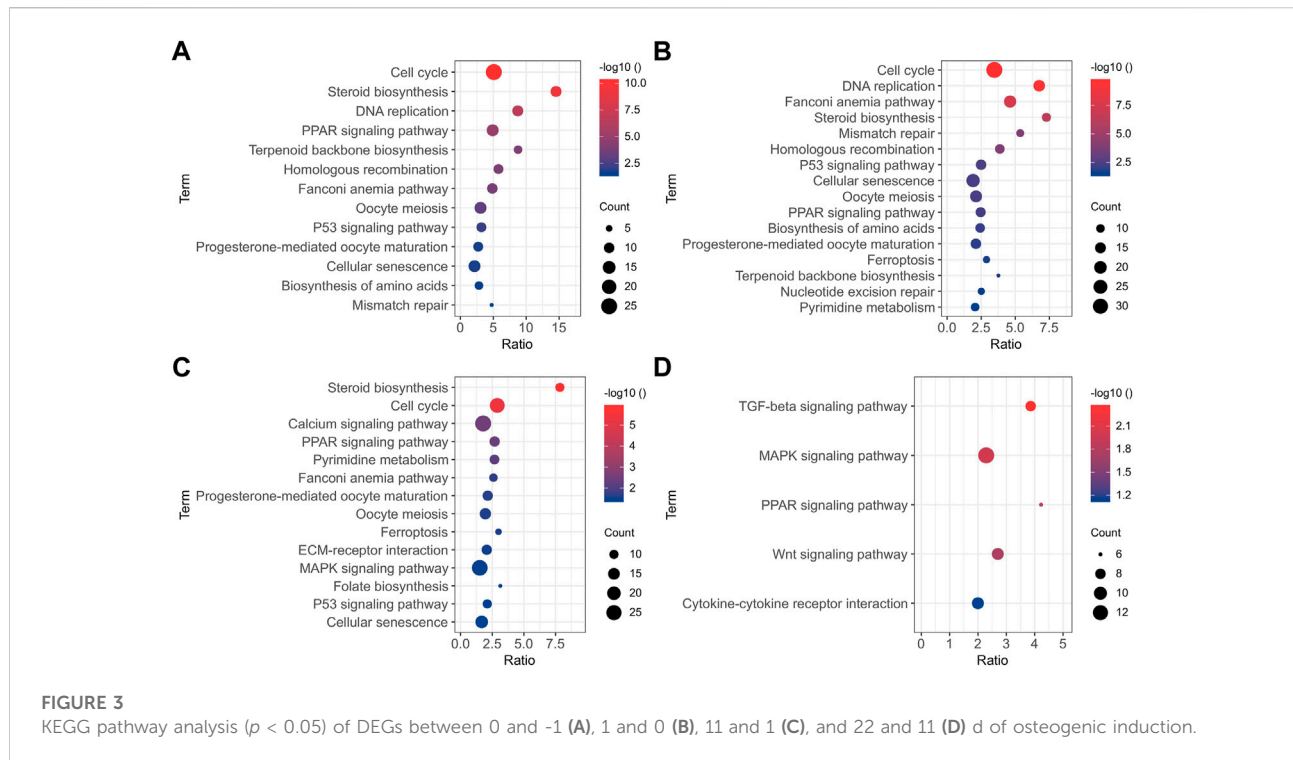 A
Term
Cell cycle
Steroid biosynthesis
DNA replication
PPAR signaling pathway
Terpenoid backbone biosynthesis
Homologous recombination
Fanconi anemia pathway
Oocyte meiosis
P53 signaling pathway
Progesterone-mediated oocyte maturation
Cellular senescence
Biosynthesis of amino acids
Mismatch repair
0 5 10 15
Ratio
-log10 ()
10.0
7.5
5.0
2.5
Count
5
10
15
20
25
B
Term
Cell cycle
DNA replication
Fanconi anemia pathway
Steroid biosynthesis
Mismatch repair
Homologous recombination
P53 signaling pathway
Cellular senescence
Oocyte meiosis
PPAR signaling pathway
Biosynthesis of amino acids
Progesterone-mediated oocyte maturation
Ferroptosis
Terpenoid backbone biosynthesis
Nucleotide excision repair
Pyrimidine metabolism
0.0 2.5 5.0 7.5
Ratio
-log10 ()
7.5
5.0
2.5
Count
10
15
20
25
30
C
Term
Steroid biosynthesis
Cell cycle
Calcium signaling pathway
PPAR signaling pathway
Pyrimidine metabolism
Fanconi anemia pathway
Progesterone-mediated oocyte maturation
Oocyte meiosis
Ferroptosis
ECM-receptor interaction
MAPK signaling pathway
Folate biosynthesis
P53 signaling pathway
Cellular senescence
0.0 2.5 5.0 7.5
Ratio
-log10 ()
5
4
3
2
Count
10
15
20
25
D
Term
TGF-beta signaling pathway
MAPK signaling pathway
PPAR signaling pathway
Wnt signaling pathway
Cytokine-cytokine receptor interaction
0 1 2 3 4 5
Ratio
-log10 ()
2.1
1.8
1.5
1.2
Count
6
8
10
12
FIGURE 3
KEGG pathway analysis (p < 0.05) of DEGs between 0 and -1 (A), 1 and 0 (B), 11 and 1 (C), and 22 and 11 (D) d of osteogenic induction.